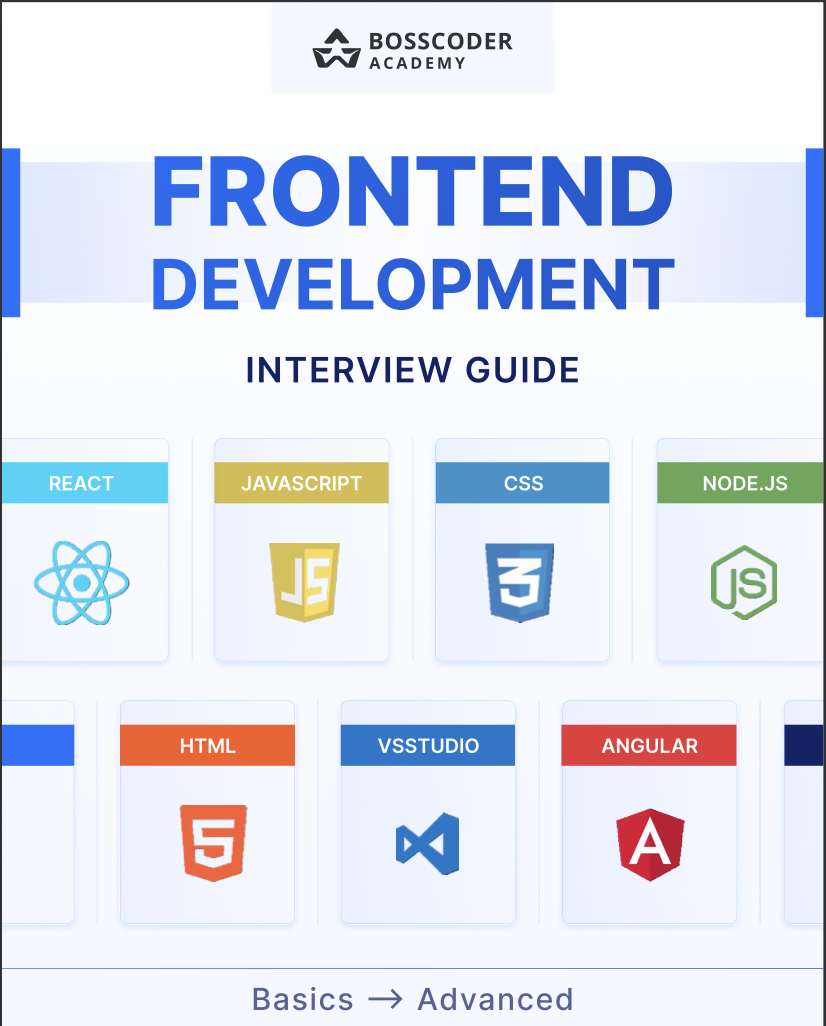 BOSSCODER
ACADEMY
FRONTEND
DEVELOPMENT
INTERVIEW GUIDE
REACT
JAVASCRIPT
CSS
NODE.JS
JS
3
JS
HTML
VSSTUDIO
ANGULAR
5
A
Basics → Advanced